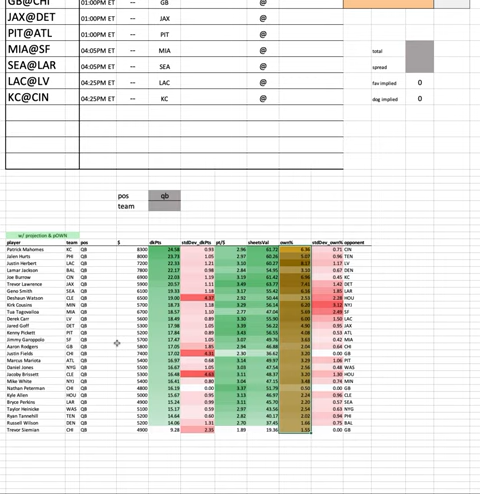 GB@CHI 01:00PM ET -- GB @
JAX@DET 01:00PM ET -- JAX @
PIT@ATL 01:00PM ET -- PIT @
MIA@SF 04:05PM ET -- MIA @
SEA@LAR 04:05PM ET -- SEA @
LAC@LV 04:25PM ET -- LAC @
KC@CIN 04:25PM ET -- KC @
total
spread
fav implied 0
dog implied 0
pos qb
team
w/ projection & pOWN
player team pos $ dkPts stdDev_dkPts pt/$ sheetsVal own% stdDev_own% opponent
Patrick Mahomes KC QB 8300 24.58 0.93 2.96 61.72 6.36 0.71 CIN
Jalen Hurts PHI QB 8000 23.73 1.05 2.97 60.26 5.07 0.96 TEN
Justin Herbert LAC QB 7200 22.33 1.21 3.10 60.27 8.17 1.17 LV
Lamar Jackson BAL QB 7800 22.17 0.98 2.84 55.95 3.10 0.67 DEN
Joe Burrow CIN QB 6900 22.03 1.19 3.19 61.42 6.98 0.45 KC
Trevor Lawrence JAX QB 5900 20.57 1.11 3.49 63.77 7.41 1.42 DET
Geno Smith SEA QB 6100 19.33 1.18 3.17 55.42 6.16 1.85 LAR
Deshaun Watson CLE QB 6500 19.00 4.37 2.92 50.44 2.53 2.28 HOU
Kirk Cousins MIN QB 5700 18.73 1.18 3.29 56.14 6.20 3.12 NYJ
Tua Tagovailoa MIA QB 6700 18.57 1.10 2.77 47.04 5.69 2.49 SF
Derek Carr LV QB 5600 18.49 0.89 3.30 55.90 6.00 1.50 LAC
Jared Goff DET QB 5300 17.98 1.05 3.39 56.22 4.90 0.95 JAX
Kenny Pickett PIT QB 5200 17.84 0.89 3.43 56.55 4.08 0.53 ATL
Jimmy Garoppolo SF QB 5700 17.47 1.05 3.07 49.76 3.63 0.42 MIA
Aaron Rodgers GB QB 5800 17.05 1.85 2.94 46.28 2.04 0.64 CHI
Justin Fields CHI QB 7400 17.02 4.31 2.30 36.62 3.20 0.00 GB
Marcus Mariota ATL QB 5400 16.97 0.68 3.14 49.97 3.29 1.06 PIT
Daniel Jones NYG QB 5500 16.67 1.05 3.03 47.54 2.56 0.48 WAS
Jacoby Brissett CLE QB 5300 16.48 4.63 3.11 48.27 3.20 1.30 HOU
Mike White NYJ QB 5400 16.41 0.80 3.04 47.15 3.48 0.74 MIN
Nathan Peterman CHI QB 4800 16.19 0.00 3.37 51.79 0.50 0.00 GB
Kyle Allen HOU QB 5000 15.67 0.95 3.13 46.97 2.24 0.96 CLE
Bryce Perkins LAR QB 4900 15.24 0.99 3.11 45.70 3.20 0.57 SEA
Taylor Heinicke WAS QB 5100 15.17 0.59 2.97 43.56 2.54 0.63 NYG
Ryan Tannehill TEN QB 5200 14.64 0.60 2.82 40.17 2.02 0.94 PHI
Russell Wilson DEN QB 5200 14.06 1.31 2.70 37.45 1.66 0.75 BAL
Trevor Siemian CHI QB 4900 9.28 2.35 1.89 19.36 1.55 0.00 GB